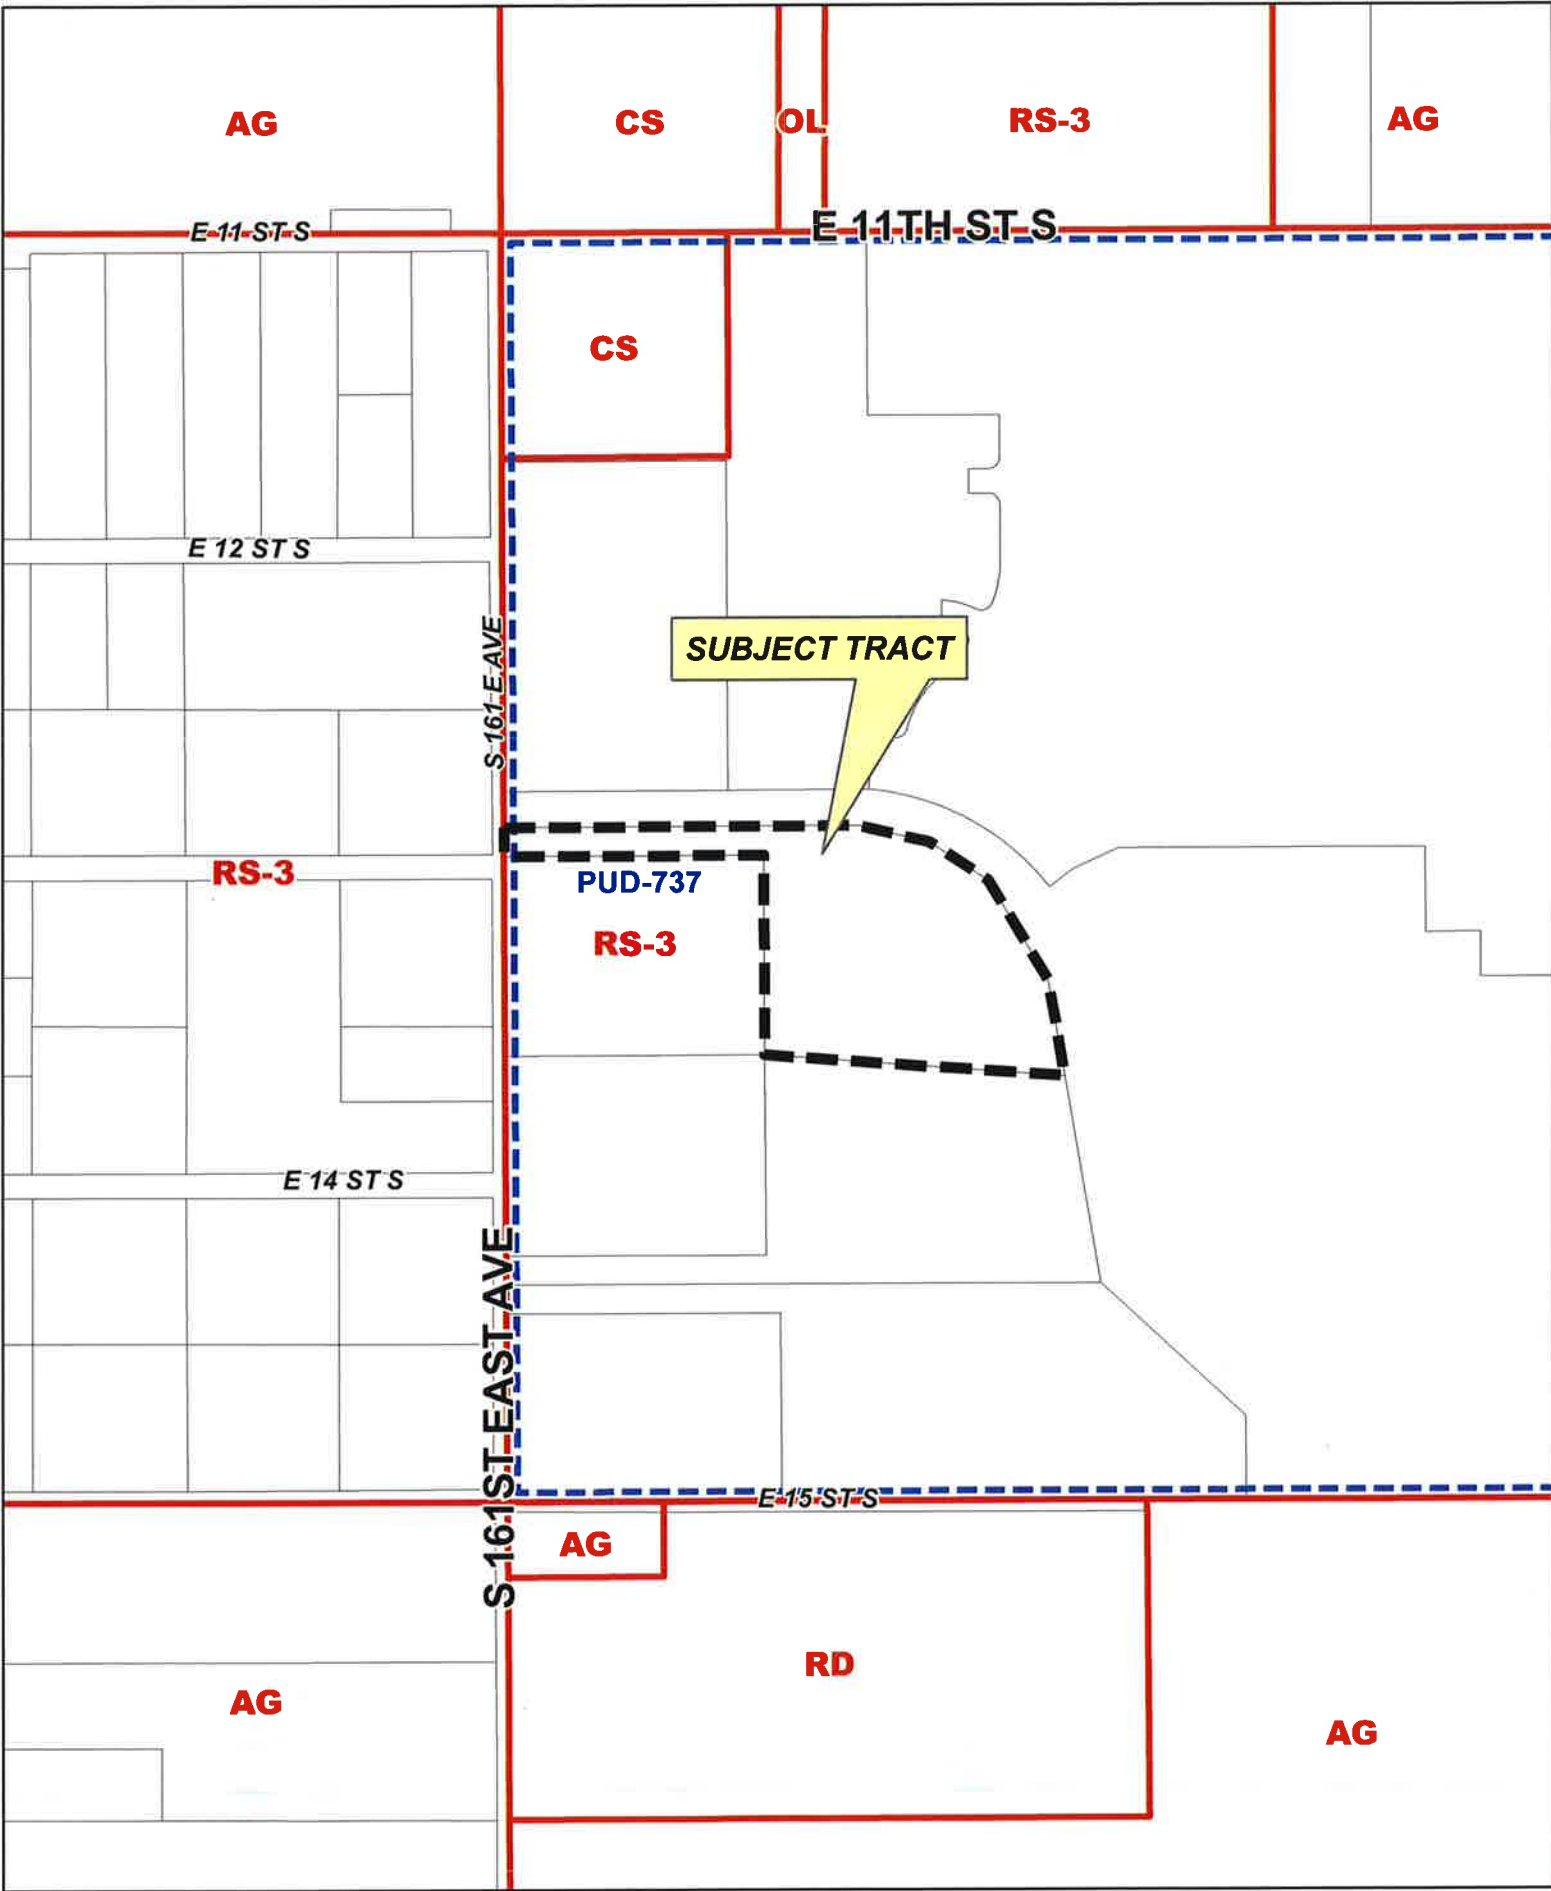 AG
CS
OL
RS-3
AG
E 11 ST S
E 11TH ST S
CS
E 12 ST S
S 161 E AVE
SUBJECT TRACT
RS-3
PUD-737
RS-3
E 14 ST S
S 161ST EAST AVE
E 15 ST S
AG
RD
AG
AG